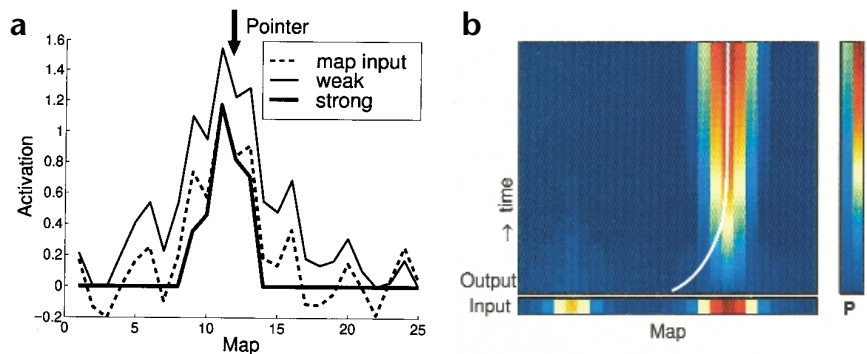 a
Pointer
map input
weak
strong
Activation
1.6
1.4
1.2
1
0.8
0.6
0.4
0.2
0
-0.2
0
5
10
15
20
25
Map
b
→ time
Output
Input
Map
P